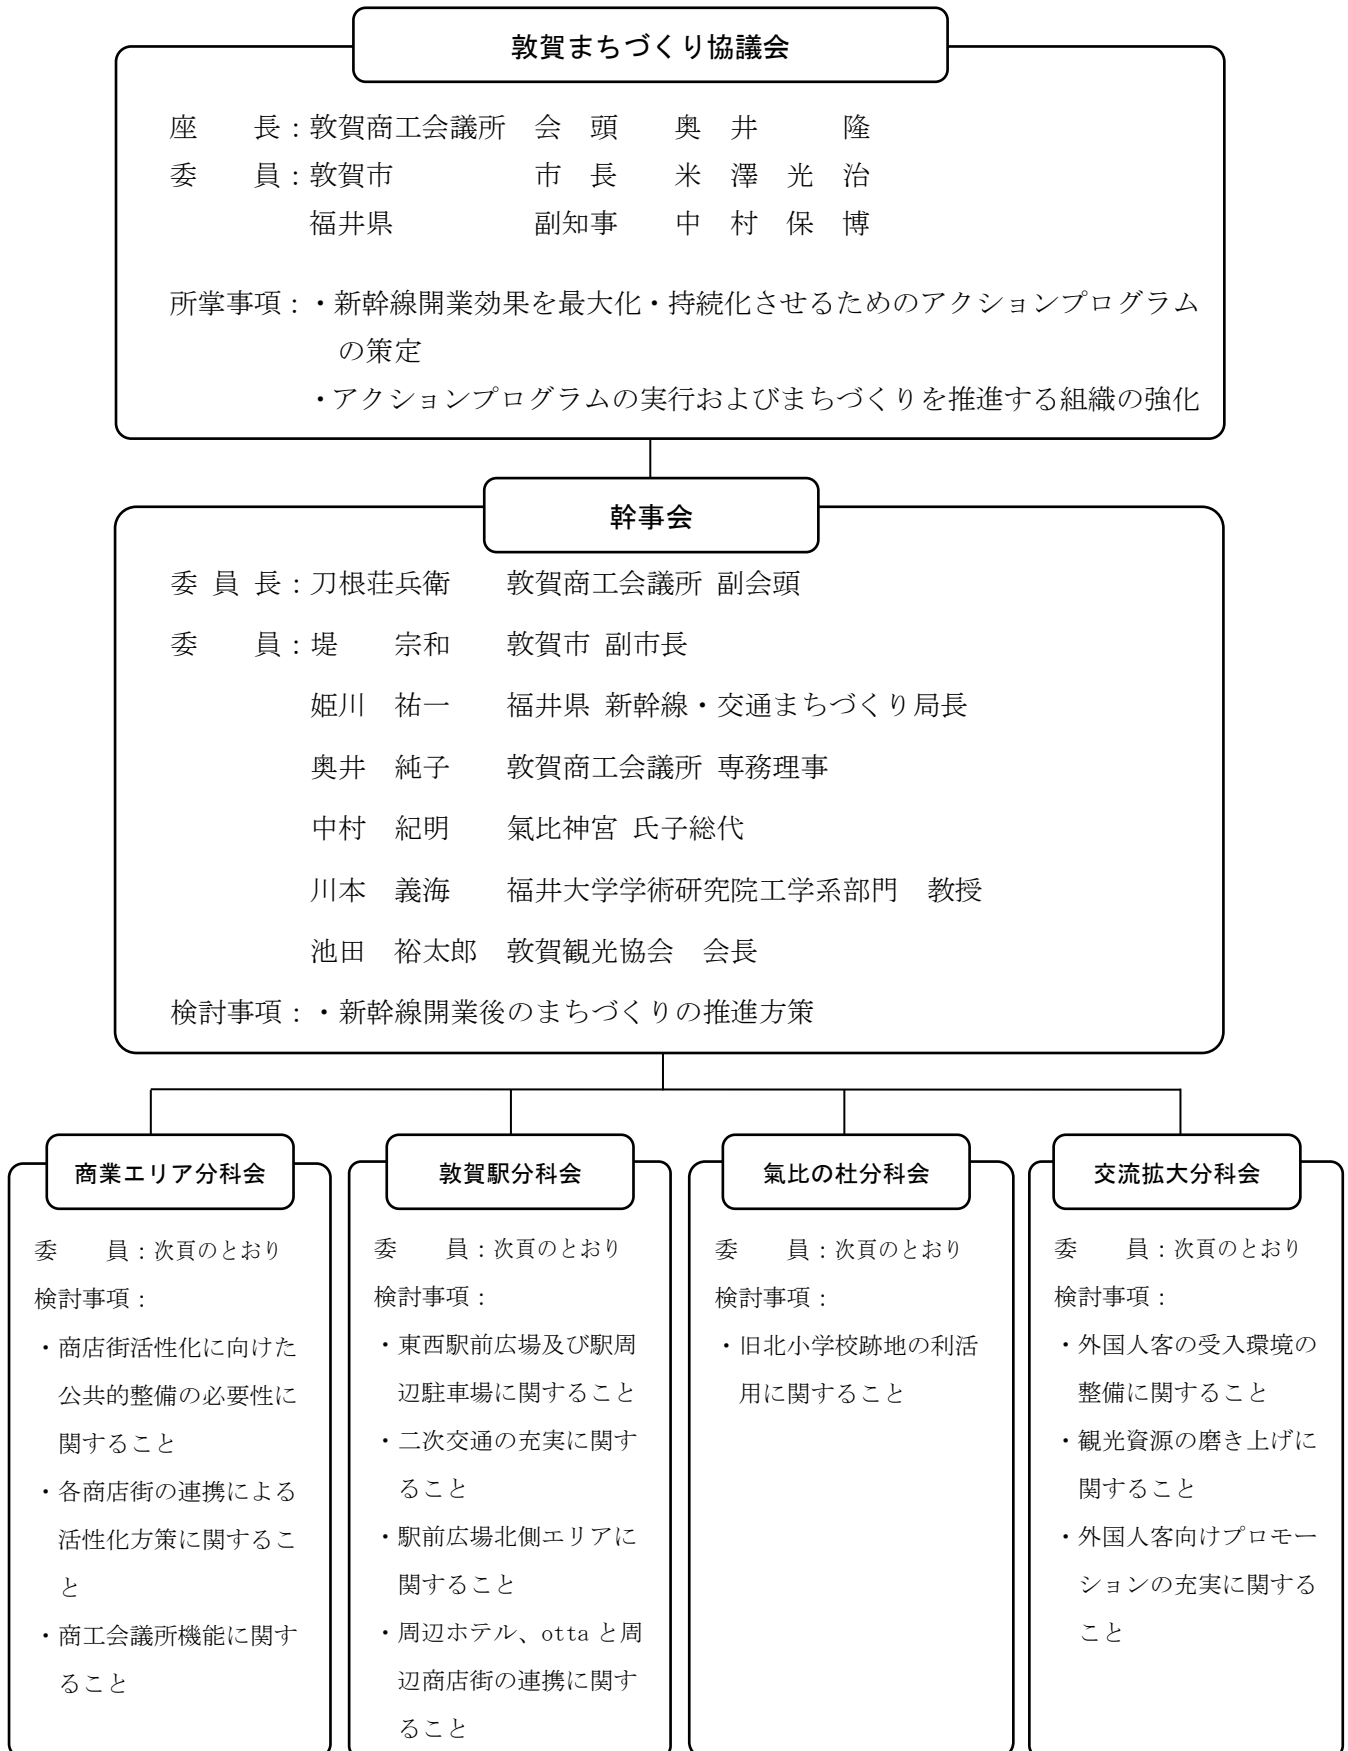 敦賀まちづくり協議会
座　　長：敦賀商工会議所　会　頭　　奥　井　　　隆
委　　員：敦賀市　　　　　市　長　　米　澤　光　治
福井県　　　　　副知事　　中　村　保　博
所掌事項：・新幹線開業効果を最大化・持続化させるためのアクションプログラム
の策定
・アクションプログラムの実行およびまちづくりを推進する組織の強化
幹事会
委 員 長：刀根荘兵衛　　敦賀商工会議所 副会頭
委　　員：堤　　宗和　　敦賀市 副市長
姫川　祐一　　福井県 新幹線・交通まちづくり局長
奥井　純子　　敦賀商工会議所 専務理事
中村　紀明　　氣比神宮 氏子総代
川本　義海　　福井大学学術研究院工学系部門　教授
池田　裕太郎　敦賀観光協会　会長
検討事項：・新幹線開業後のまちづくりの推進方策
商業エリア分科会
委　　員：次頁のとおり
検討事項：
・商店街活性化に向けた
公共的整備の必要性に
関すること
・各商店街の連携による
活性化方策に関するこ
と
・商工会議所機能に関す
ること
敦賀駅分科会
委　　員：次頁のとおり
検討事項：
・東西駅前広場及び駅周
辺駐車場に関すること
・二次交通の充実に関す
ること
・駅前広場北側エリアに
関すること
・周辺ホテル、otta と周
辺商店街の連携に関す
ること
氣比の杜分科会
委　　員：次頁のとおり
検討事項：
・旧北小学校跡地の利活
用に関すること
交流拡大分科会
委　　員：次頁のとおり
検討事項：
・外国人客の受入環境の
整備に関すること
・観光資源の磨き上げに
関すること
・外国人客向けプロモー
ションの充実に関する
こと